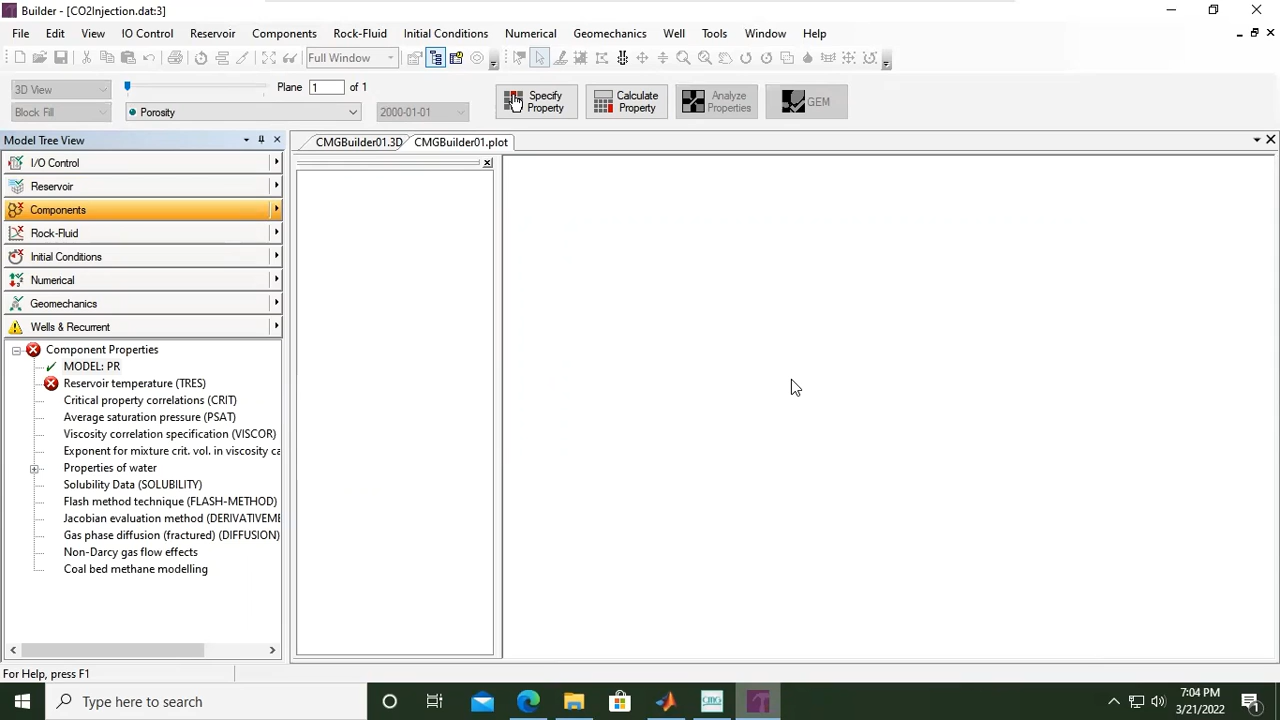 Builder - [CO2Injection.dat:3]
File Edit View IO Control Reservoir Components Rock-Fluid Initial Conditions Numerical Geomechanics Well Tools Window Help
Full Window
3D View Plane 1 of 1
Block Fill Porosity 2000-01-01
Specify Property
Calculate Property
Analyze Properties
GEM
Model Tree View
CMGBuilder01.3D CMGBuilder01.plot
I/O Control
Reservoir
Components
Rock-Fluid
Initial Conditions
Numerical
Geomechanics
Wells & Recurrent
Component Properties
MODEL: PR
Reservoir temperature (TRES)
Critical property correlations (CRIT)
Average saturation pressure (PSAT)
Viscosity correlation specification (VISCOR)
Exponent for mixture crit. vol. in viscosity ca
Properties of water
Solubility Data (SOLUBILITY)
Flash method technique (FLASH-METHOD)
Jacobian evaluation method (DERIVATIVEME
Gas phase diffusion (fractured) (DIFFUSION)
Non-Darcy gas flow effects
Coal bed methane modelling
For Help, press F1
Type here to search
CMG
7:04 PM
3/21/2022
1